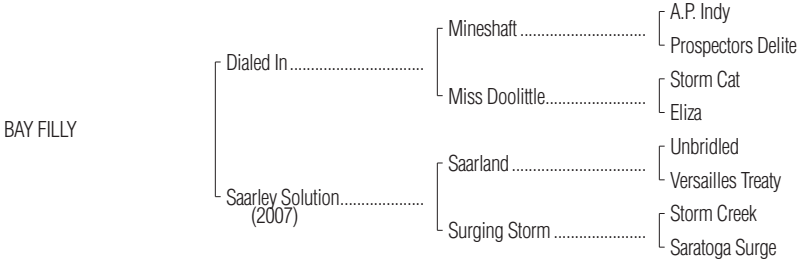 A.P. Indy
Mineshaft ..............................
Prospectors Delite
Dialed In................................
Storm Cat
Miss Doolittle........................
Eliza
BAY FILLY
Unbridled
Saarland ................................
Versailles Treaty
Saarley Solution....................
(2007)
Storm Creek
Surging Storm ......................
Saratoga Surge